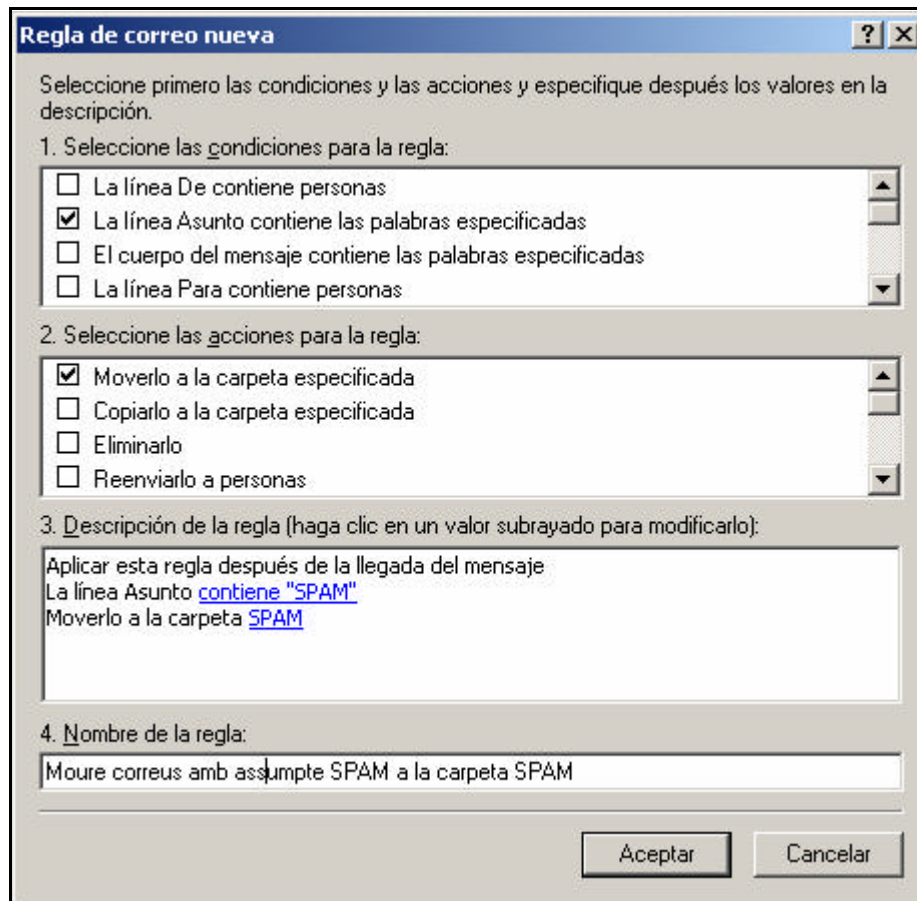 Regla de correo nueva
Seleccione primero las condiciones y las acciones y especifique después los valores en la
descripción.
1. Seleccione las condiciones para la regla:
La línea De contiene personas
La línea Asunto contiene las palabras especificadas
El cuerpo del mensaje contiene las palabras especificadas
La línea Para contiene personas
2. Seleccione las acciones para la regla:
Moverlo a la carpeta especificada
Copiarlo a la carpeta especificada
Eliminarlo
Reenviarlo a personas
3. Descripción de la regla (haga clic en un valor subrayado para modificarlo):
Aplicar esta regla después de la llegada del mensaje
La línea Asunto contiene "SPAM"
Moverlo a la carpeta SPAM
4. Nombre de la regla:
Moure correus amb assumpte SPAM a la carpeta SPAM
Aceptar Cancelar